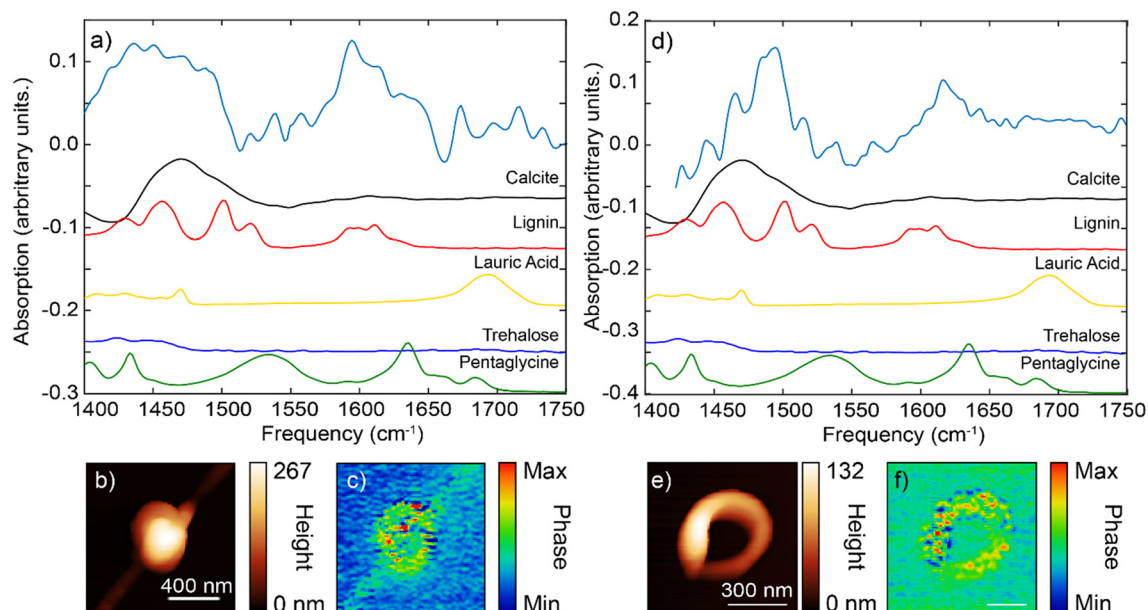 a)
Absorption (arbritrary units.)
0.1
0.0
-0.1
-0.2
-0.3
Calcite
Lignin
Lauric Acid
Trehalose
Pentaglycine
1400 1450 1500 1550 1600 1650 1700 1750
Frequency (cm⁻¹)
d)
Absorption (arbritrary units.)
0.2
0.1
0.0
-0.1
-0.2
-0.3
-0.4
Calcite
Lignin
Lauric Acid
Trehalose
Pentaglycine
1400 1450 1500 1550 1600 1650 1700 1750
Frequency (cm⁻¹)
b)
400 nm
267
Height
0 nm
c)
Max
Phase
Min
e)
300 nm
132
Height
0 nm
f)
Max
Phase
Min